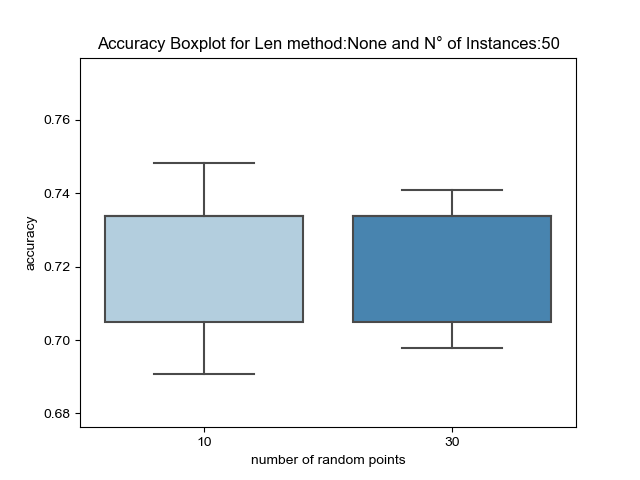 Accuracy Boxplot for Len method:None and N° of Instances:50
0.76
0.74
0.72
0.70
0.68
accuracy
10 30
number of random points